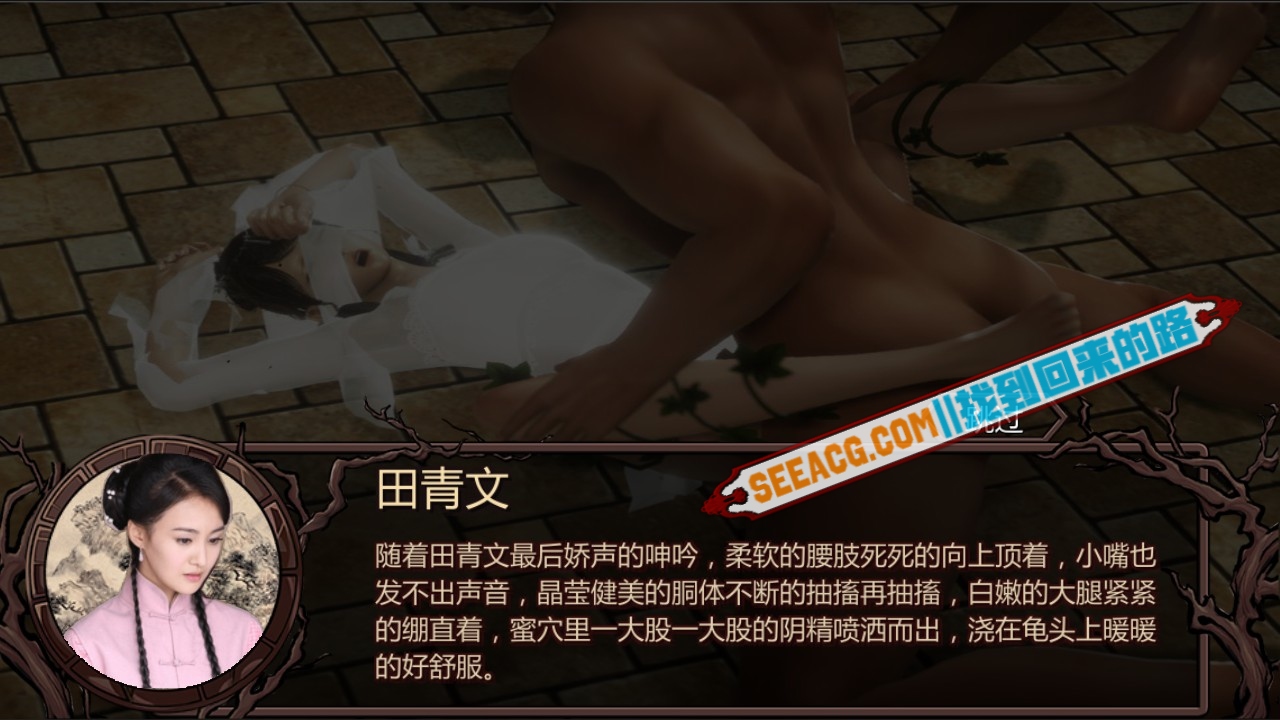 SEEACG.COM||找到回来的路
跳过
田青文
随着田青文最后娇声的呻吟，柔软的腰肢死死的向上顶着，小嘴也
发不出声音，晶莹健美的胴体不断的抽搐再抽搐，白嫩的大腿紧紧
的绷直着，蜜穴里一大股一大股的阴精喷洒而出，浇在龟头上暖暖
的好舒服。